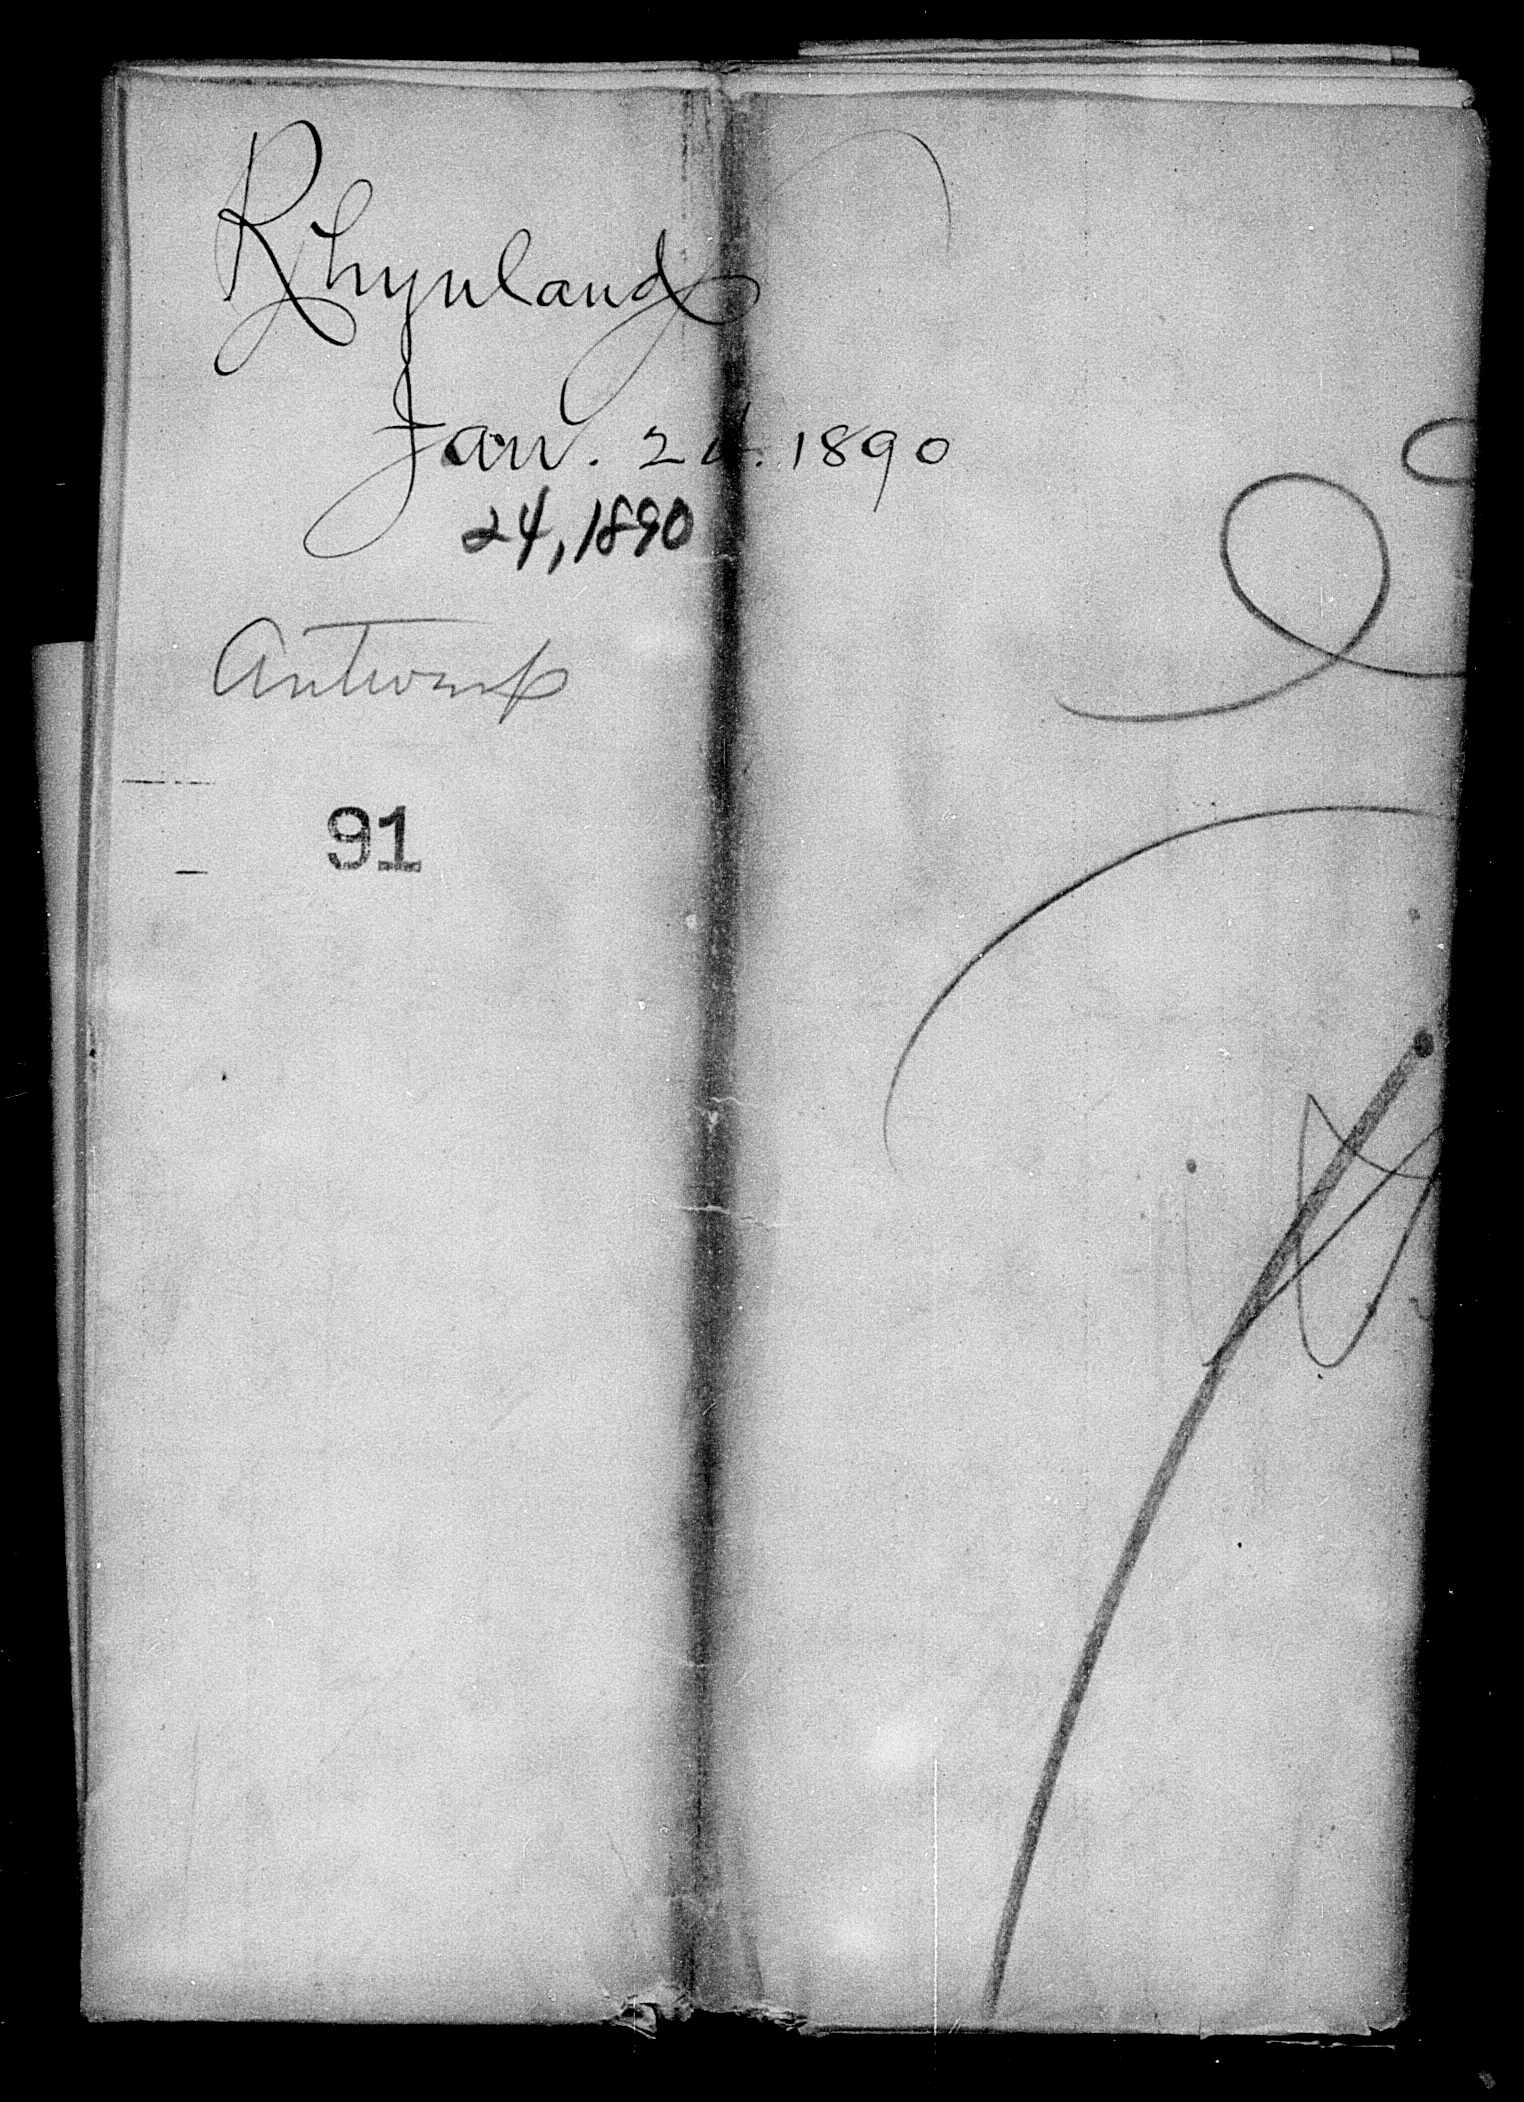 Rhynland
Jan. 24. 1890
24, 1890
Antwerp
91